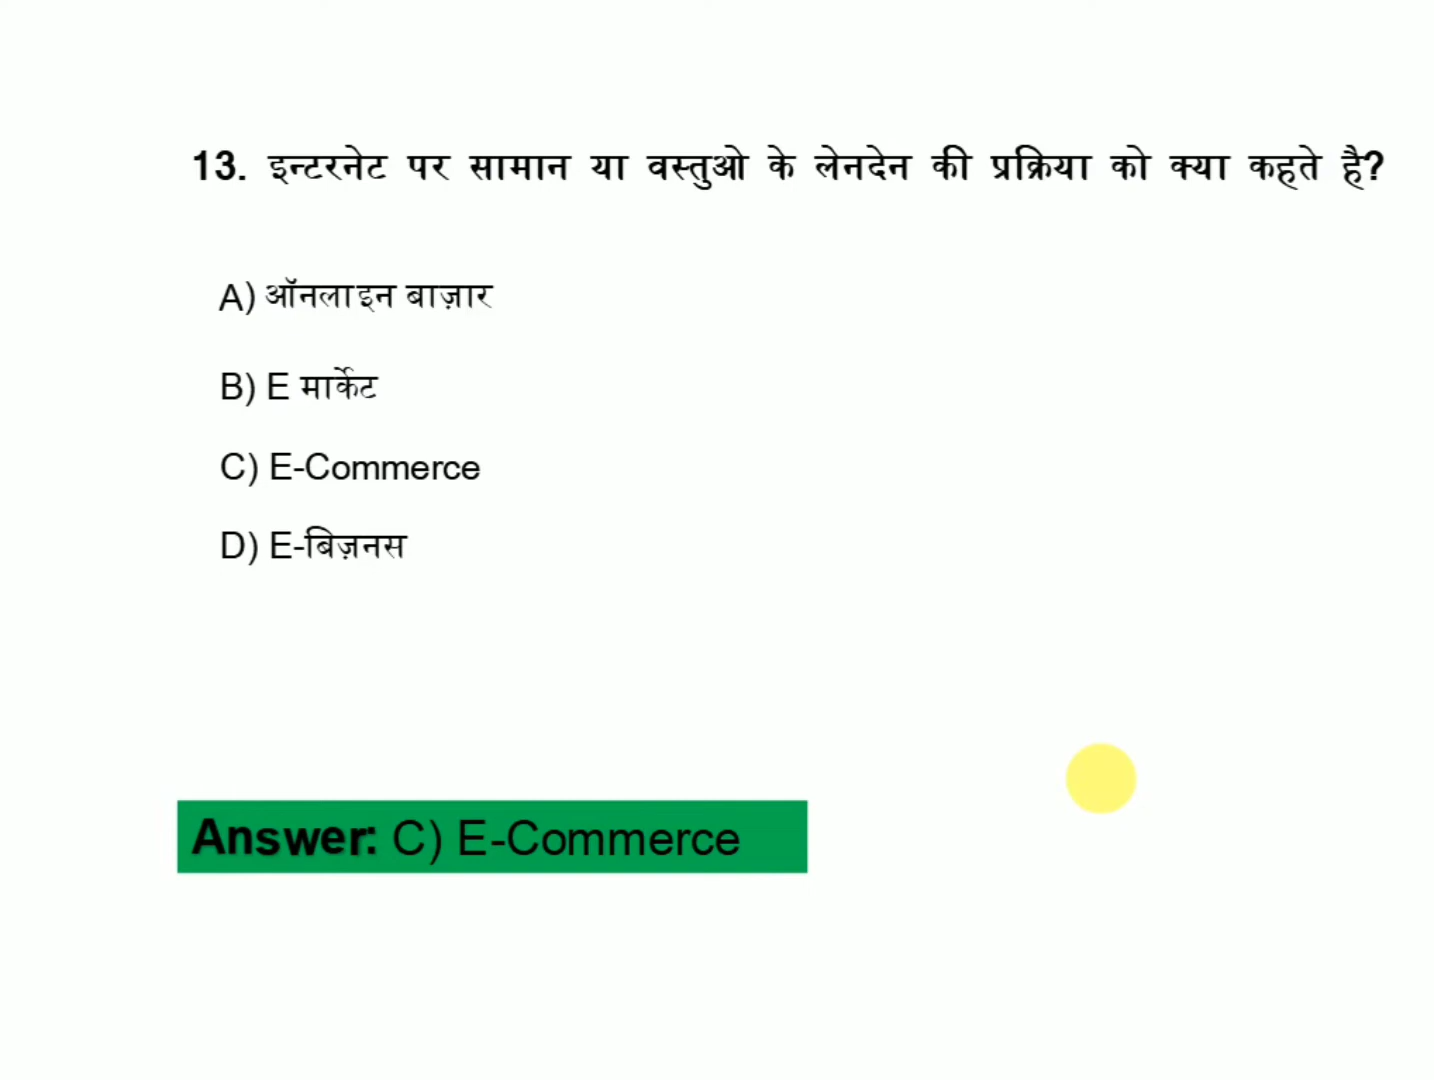 13. इन्टरनेट पर सामान या वस्तुओ के लेनदेन की प्रक्रिया को क्या कहते है?
A) ऑनलाइन बाज़ार
B) E मार्केट
C) E-Commerce
D) E-बिज़नस
Answer: C) E-Commerce